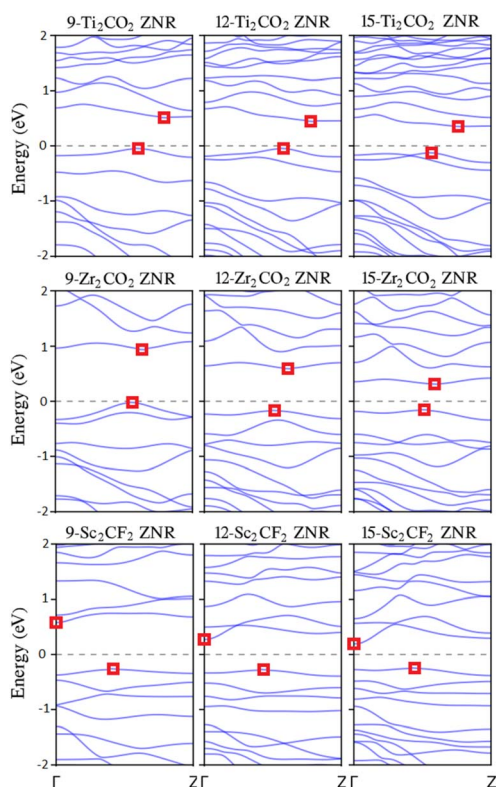 9-Ti₂CO₂ ZNR 12-Ti₂CO₂ ZNR 15-Ti₂CO₂ ZNR
2
1
0
-1
-2
Energy (eV)
9-Zr₂CO₂ ZNR 12-Zr₂CO₂ ZNR 15-Zr₂CO₂ ZNR
2
1
0
-1
-2
Energy (eV)
9-Sc₂CF₂ ZNR 12-Sc₂CF₂ ZNR 15-Sc₂CF₂ ZNR
2
1
0
-1
-2
Energy (eV)
Γ Z Γ Z Γ Z